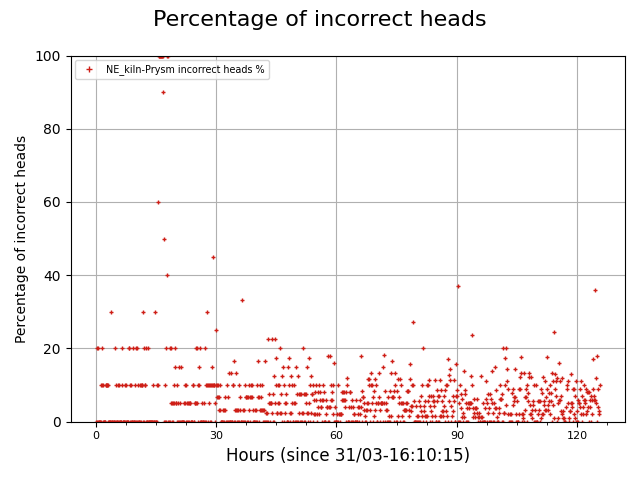 Percentage of incorrect heads
100
80
60
40
20
0
Percentage of incorrect heads
NE_kiln-Prysm incorrect heads %
0 30 60 90 120
Hours (since 31/03-16:10:15)